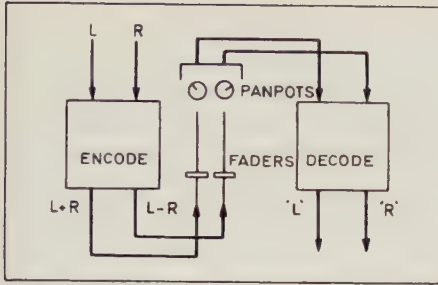 L R
PANPOTS
ENCODE FADERS DECODE
L+R L-R 'L' 'R'